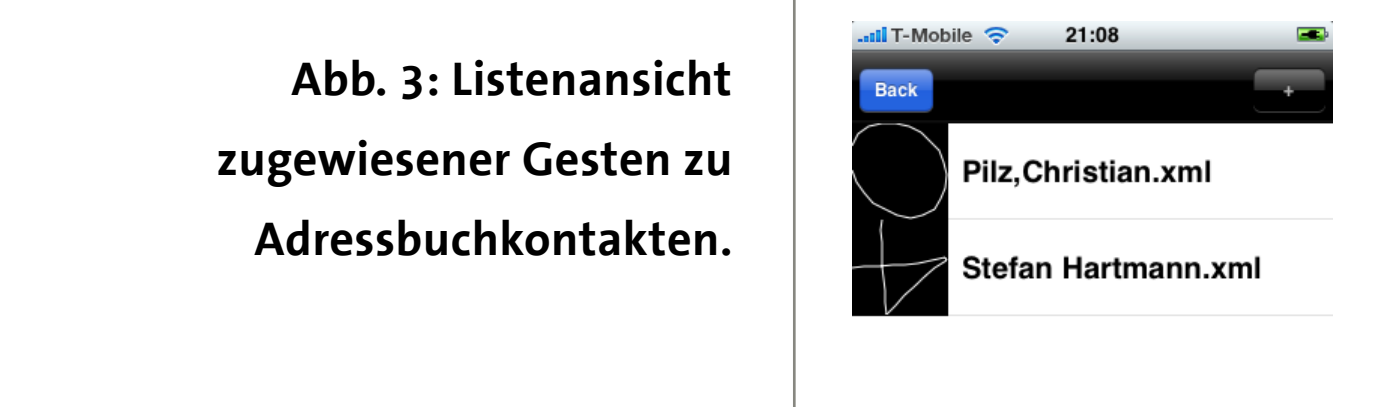 Abb. 3: Listenansicht
zugewiesener Gesten zu
Adressbuchkontakten.
T-Mobile 21:08
Back +
Pilz,Christian.xml
Stefan Hartmann.xml